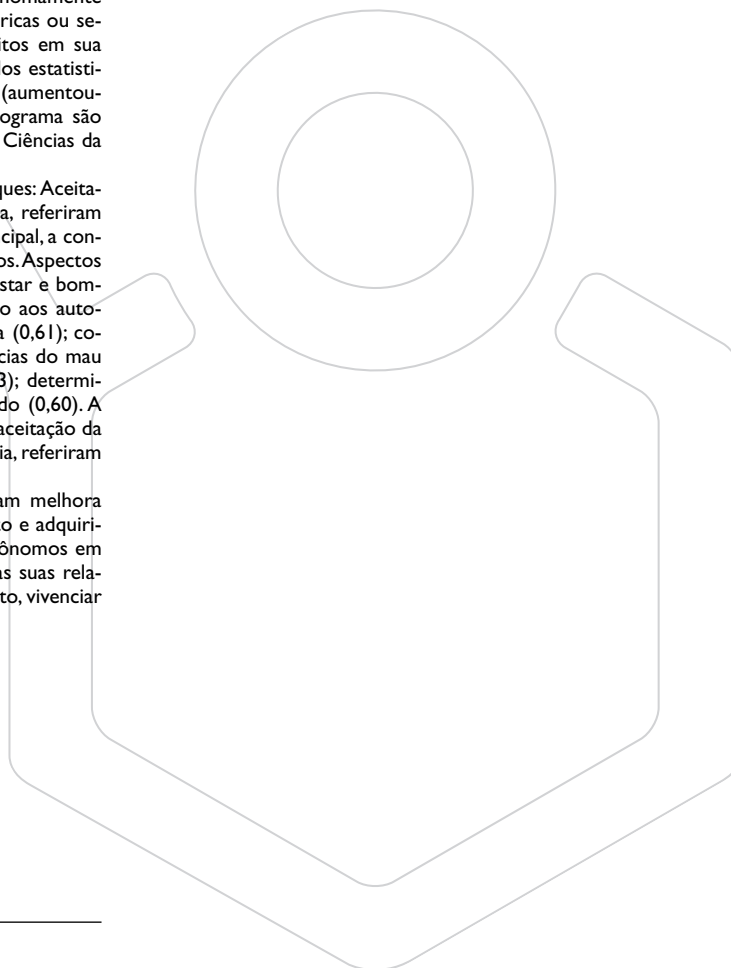 nomamente
ricas ou se-
itos em sua
los estatisti-
(aumentou-
ograma são
Ciências da
ques: Aceita-
a, referiram
cipal, a con-
os. Aspectos
star e bom-
o aos auto-
a (0,61); co-
cias do mau
3); determi-
do (0,60). A
aceitação da
ia, referiram
am melhora
o e adquiri-
ônomos em
as suas rela-
to, vivenciar